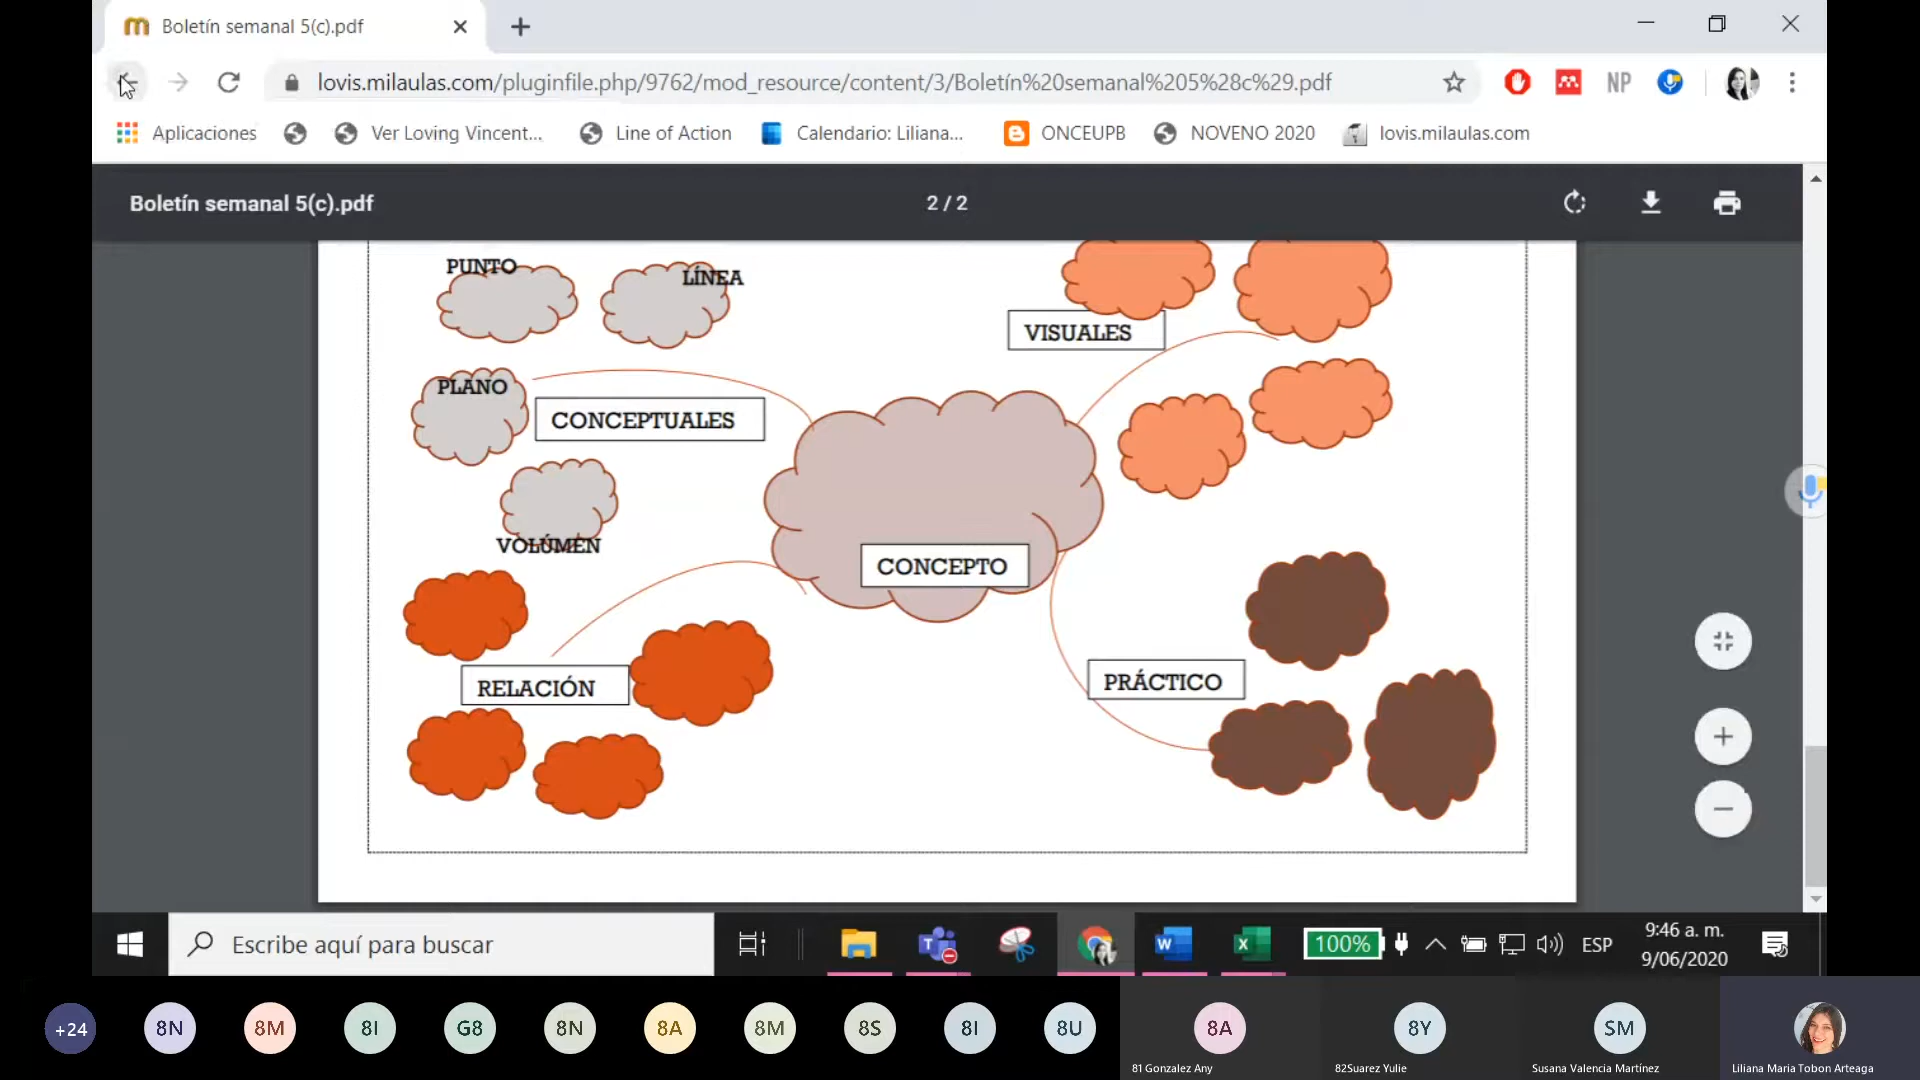 Boletín semanal 5(c).pdf
lovis.milaulas.com/pluginfile.php/9762/mod_resource/content/3/Boletín%20semanal%205%28c%29.pdf
NP
Aplicaciones
Ver Loving Vincent...
Line of Action
Calendario: Liliana...
ONCEUPB
NOVENO 2020
lovis.milaulas.com
Boletín semanal 5(c).pdf
2 / 2
PUNTO
LÍNEA
VISUALES
PLANO
CONCEPTUALES
VOLÚMEN
CONCEPTO
RELACIÓN
PRÁCTICO
Escribe aquí para buscar
100%
ESP
9:46 a. m.
9/06/2020
+24
8N
8M
8I
G8
8N
8A
8M
8S
8I
8U
8A
8Y
SM
81 Gonzalez Any
82Suarez Yulie
Susana Valencia Martínez
Liliana Maria Tobon Arteaga